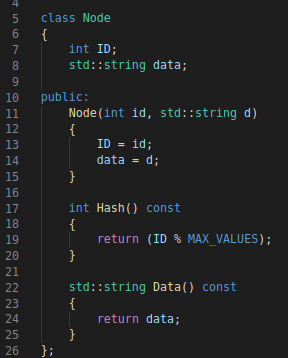 4
5 class Node
6 {
7     int ID;
8     std::string data;
9
10 public:
11     Node(int id, std::string d)
12     {
13         ID = id;
14         data = d;
15     }
16
17     int Hash() const
18     {
19         return (ID % MAX_VALUES);
20     }
21
22     std::string Data() const
23     {
24         return data;
25     }
26 };